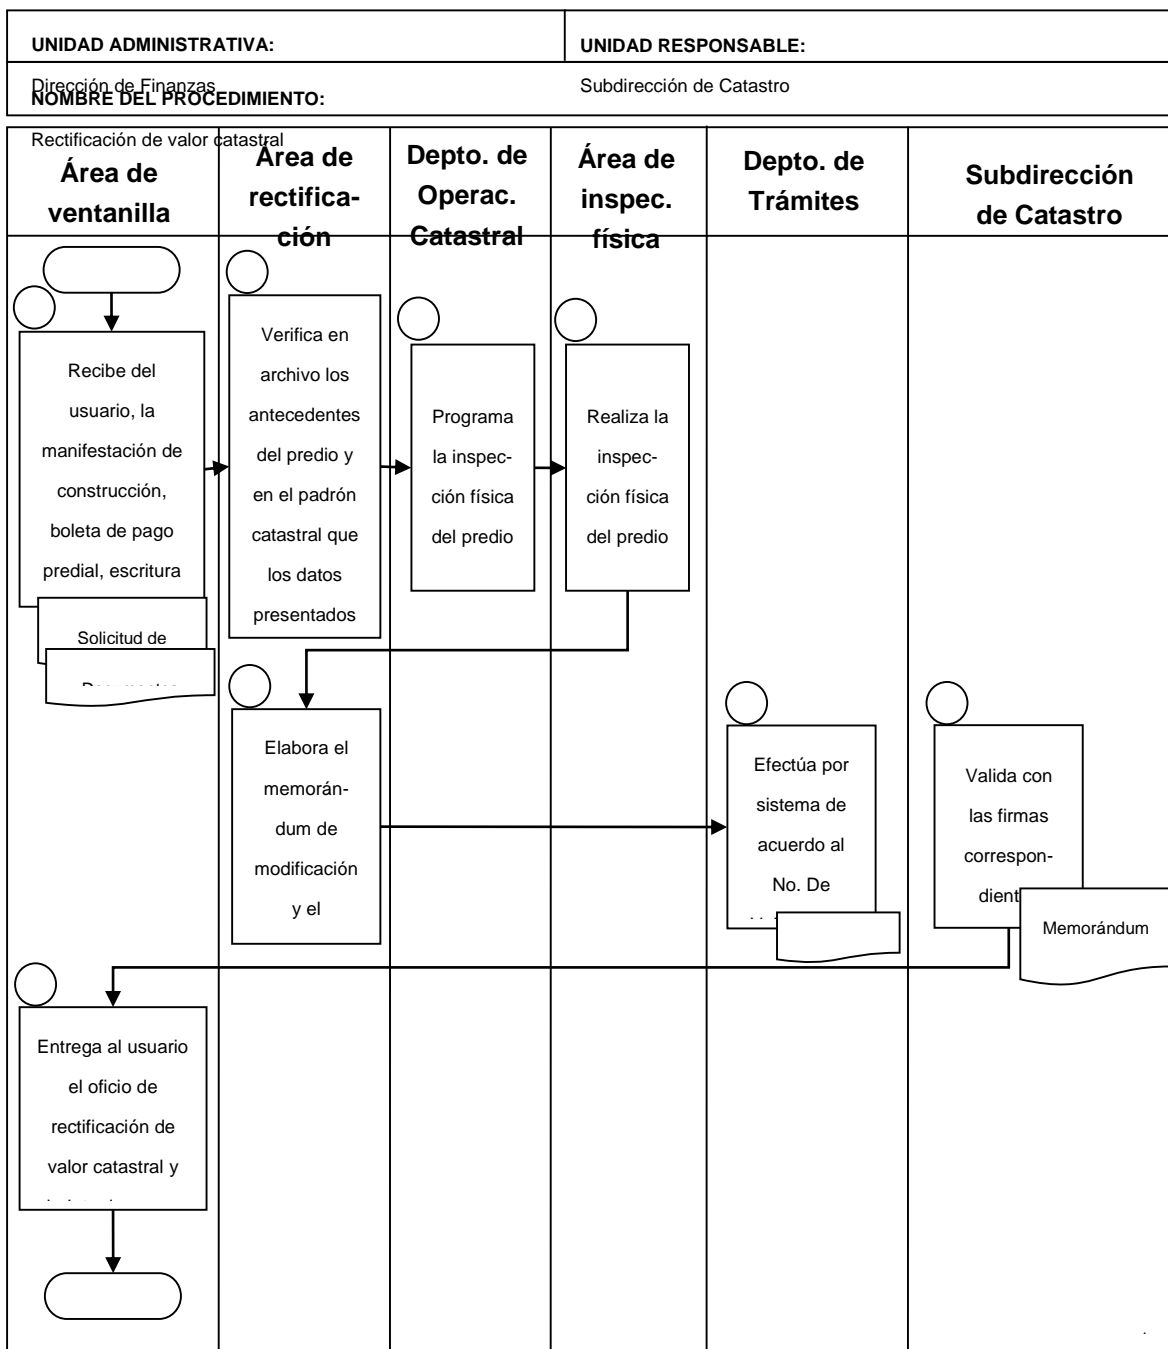 UNIDAD ADMINISTRATIVA:
UNIDAD RESPONSABLE:
Dirección de Finanzas
Subdirección de Catastro
NOMBRE DEL PROCEDIMIENTO:
Rectificación de valor catastral
Área de
ventanilla
Área de
rectifica-
ción
Depto. de
Operac.
Catastral
Área de
inspec.
física
Depto. de
Trámites
Subdirección
de Catastro
Recibe del
usuario, la
manifestación de
construcción,
boleta de pago
predial, escritura
Solicitud de
Verifica en
archivo los
antecedentes
del predio y
en el padrón
catastral que
los datos
presentados
Programa
la inspec-
ción física
del predio
Realiza la
inspec-
ción física
del predio
Elabora el
memorán-
dum de
modificación
y el
Efectúa por
sistema de
acuerdo al
No. De
Valida con
las firmas
correspon-
dient
Memorándum
Entrega al usuario
el oficio de
rectificación de
valor catastral y